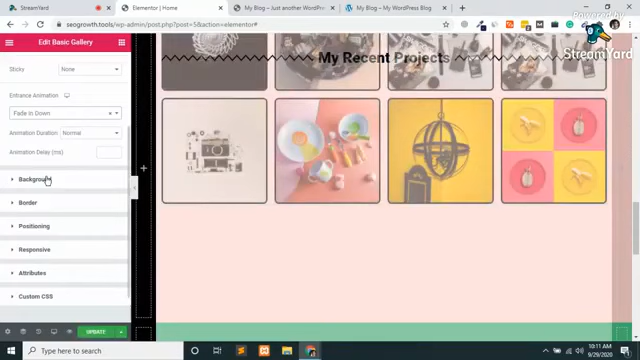 StreamYard
Elementor | Home
My Blog – Just another WordPr
My Blog – My WordPress Blog
seogrowth.tools/wp-admin/post.php?post=5&action=elementor#
Powered by
StreamYard
Edit Basic Gallery
Sticky
None
Entrance Animation
Fade In Down
Animation Duration
Normal
Animation Delay (ms)
Background
Border
Positioning
Responsive
Attributes
Custom CSS
UPDATE
My Recent Projects
Type here to search
10:11 AM
9/29/2020